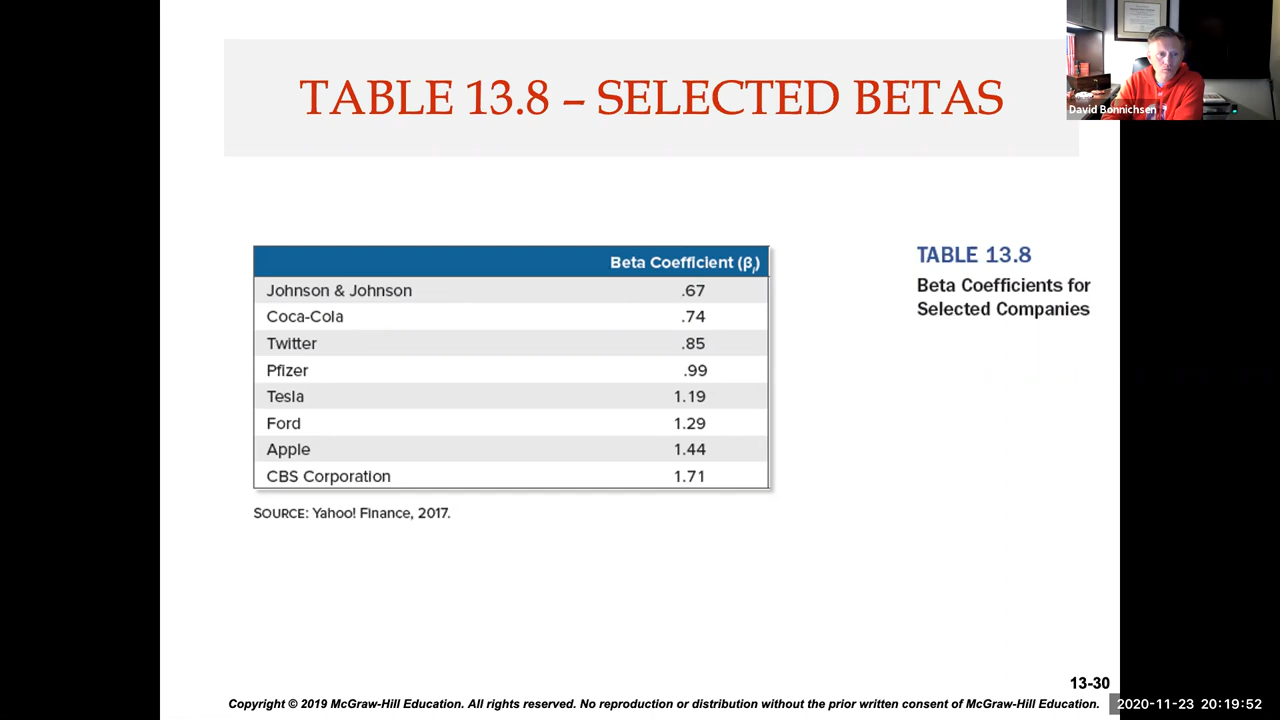 TABLE 13.8 – SELECTED BETAS
David Bonnichsen
Beta Coefficient (βj)
Johnson & Johnson .67
Coca-Cola .74
Twitter .85
Pfizer .99
Tesla 1.19
Ford 1.29
Apple 1.44
CBS Corporation 1.71
SOURCE: Yahoo! Finance, 2017.
TABLE 13.8
Beta Coefficients for
Selected Companies
13-30
Copyright © 2019 McGraw-Hill Education. All rights reserved. No reproduction or distribution without the prior written consent of McGraw-Hill Education.
2020-11-23 20:19:52